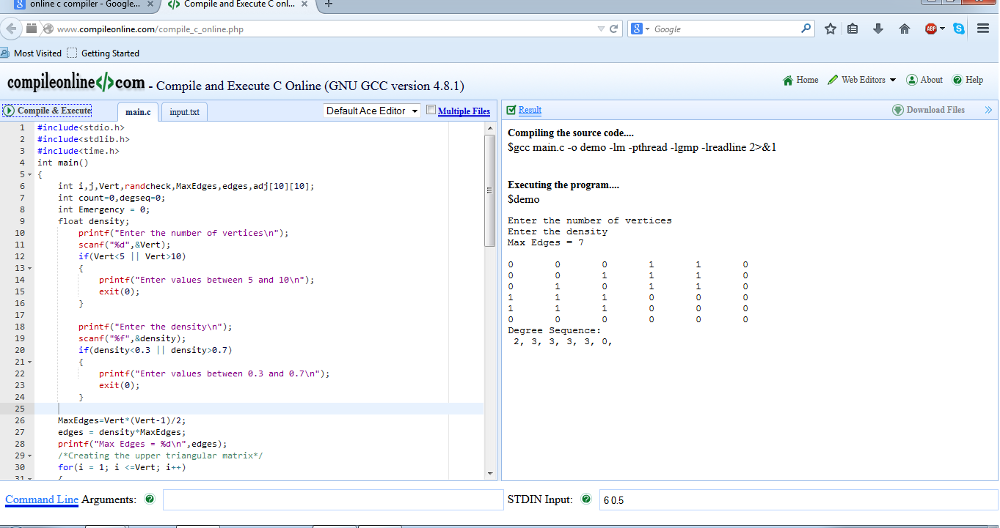 online c compiler - Google... × Compile and Execute C onl... × +
www.compileonline.com/compile_c_online.php Google
ABP
Most Visited Getting Started
compileonline</>com - Compile and Execute C Online (GNU GCC version 4.8.1) Home Web Editors About Help
Compile & Execute main.c input.txt Default Ace Editor Multiple Files Result Download Files »
1 #include<stdio.h>
2 #include<stdlib.h>
3 #include<time.h>
4 int main()
5 {
6 int i,j,Vert,randcheck,MaxEdges,edges,adj[10][10];
7 int count=0,degseq=0;
8 int Emergency = 0;
9 float density;
10 printf("Enter the number of vertices\n");
11 scanf("%d",&Vert);
12 if(Vert<5 || Vert>10)
13 {
14 printf("Enter values between 5 and 10\n");
15 exit(0);
16 }
17
18 printf("Enter the density\n");
19 scanf("%f",&density);
20 if(density<0.3 || density>0.7)
21 {
22 printf("Enter values between 0.3 and 0.7\n");
23 exit(0);
24 }
25
26 MaxEdges=Vert*(Vert-1)/2;
27 edges = density*MaxEdges;
28 printf("Max Edges = %d\n",edges);
29 /*Creating the upper triangular matrix*/
30 for(i = 1; i <=Vert; i++)
31 {
Compiling the source code....
$gcc main.c -o demo -lm -pthread -lgmp -lreadline 2>&1
Executing the program....
$demo
Enter the number of vertices
Enter the density
Max Edges = 7
0 0 0 1 1 0
0 0 1 1 1 0
0 1 0 1 1 0
1 1 1 0 0 0
1 1 1 0 0 0
0 0 0 0 0 0
Degree Sequence:
2, 3, 3, 3, 3, 0,
Command Line Arguments: STDIN Input: 6 0.5